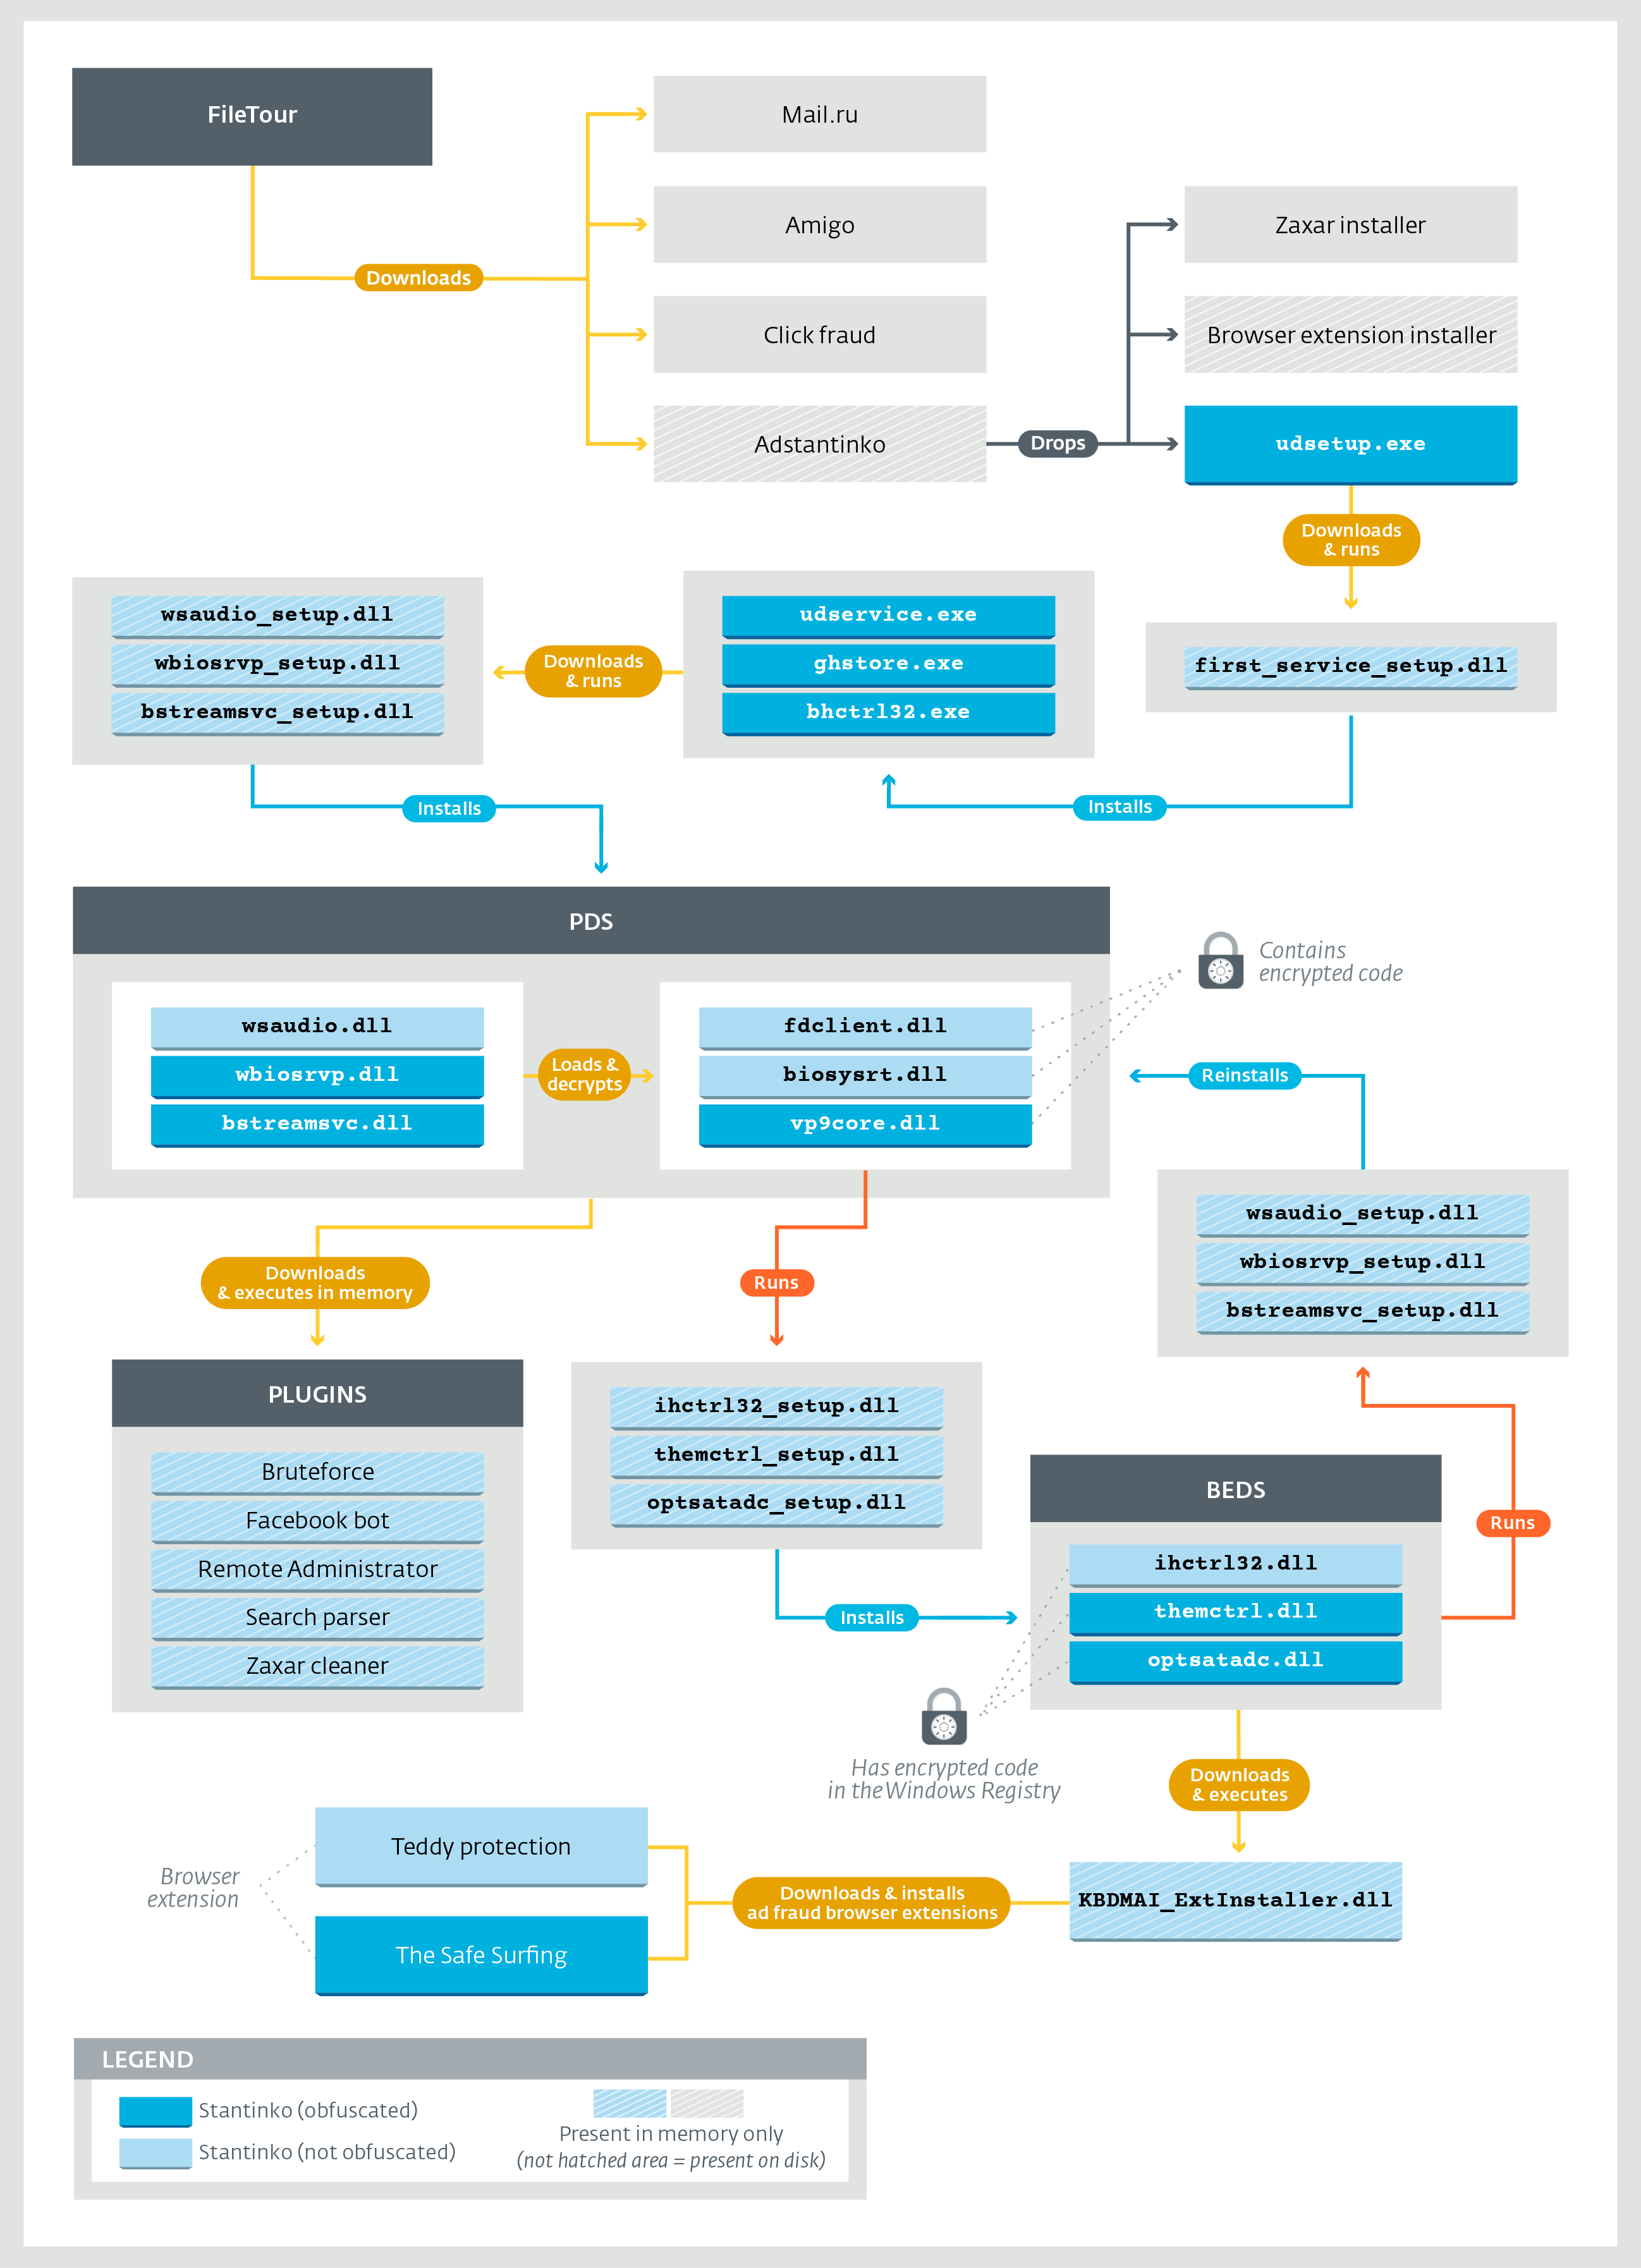 FileTour
Mail.ru
Amigo
Zaxar installer
Downloads
Click fraud
Browser extension installer
Adstantinko
Drops
udsetup.exe
Downloads
& runs
wsaudio_setup.dll
wbiosrvp_setup.dll
bstreamsvc_setup.dll
Downloads
& runs
udservice.exe
ghstore.exe
bhctrl32.exe
first_service_setup.dll
Installs
Installs
PDS
Contains
encrypted code
wsaudio.dll
wbiosrvp.dll
bstreamsvc.dll
Loads &
decrypts
fdclient.dll
biosysrt.dll
vp9core.dll
Reinstalls
wsaudio_setup.dll
wbiosrvp_setup.dll
bstreamsvc_setup.dll
Downloads
& executes in memory
Runs
PLUGINS
Bruteforce
Facebook bot
Remote Administrator
Search parser
Zaxar cleaner
ihctrl32_setup.dll
themctrl_setup.dll
optsatadc_setup.dll
BEDS
ihctrl32.dll
themctrl.dll
optsatadc.dll
Runs
Installs
Has encrypted code
in the Windows Registry
Downloads
& executes
Teddy protection
Browser
extension
Downloads & installs
ad fraud browser extensions
KBDMAI_ExtInstaller.dll
The Safe Surfing
LEGEND
Stantinko (obfuscated)
Stantinko (not obfuscated)
Present in memory only
(not hatched area = present on disk)